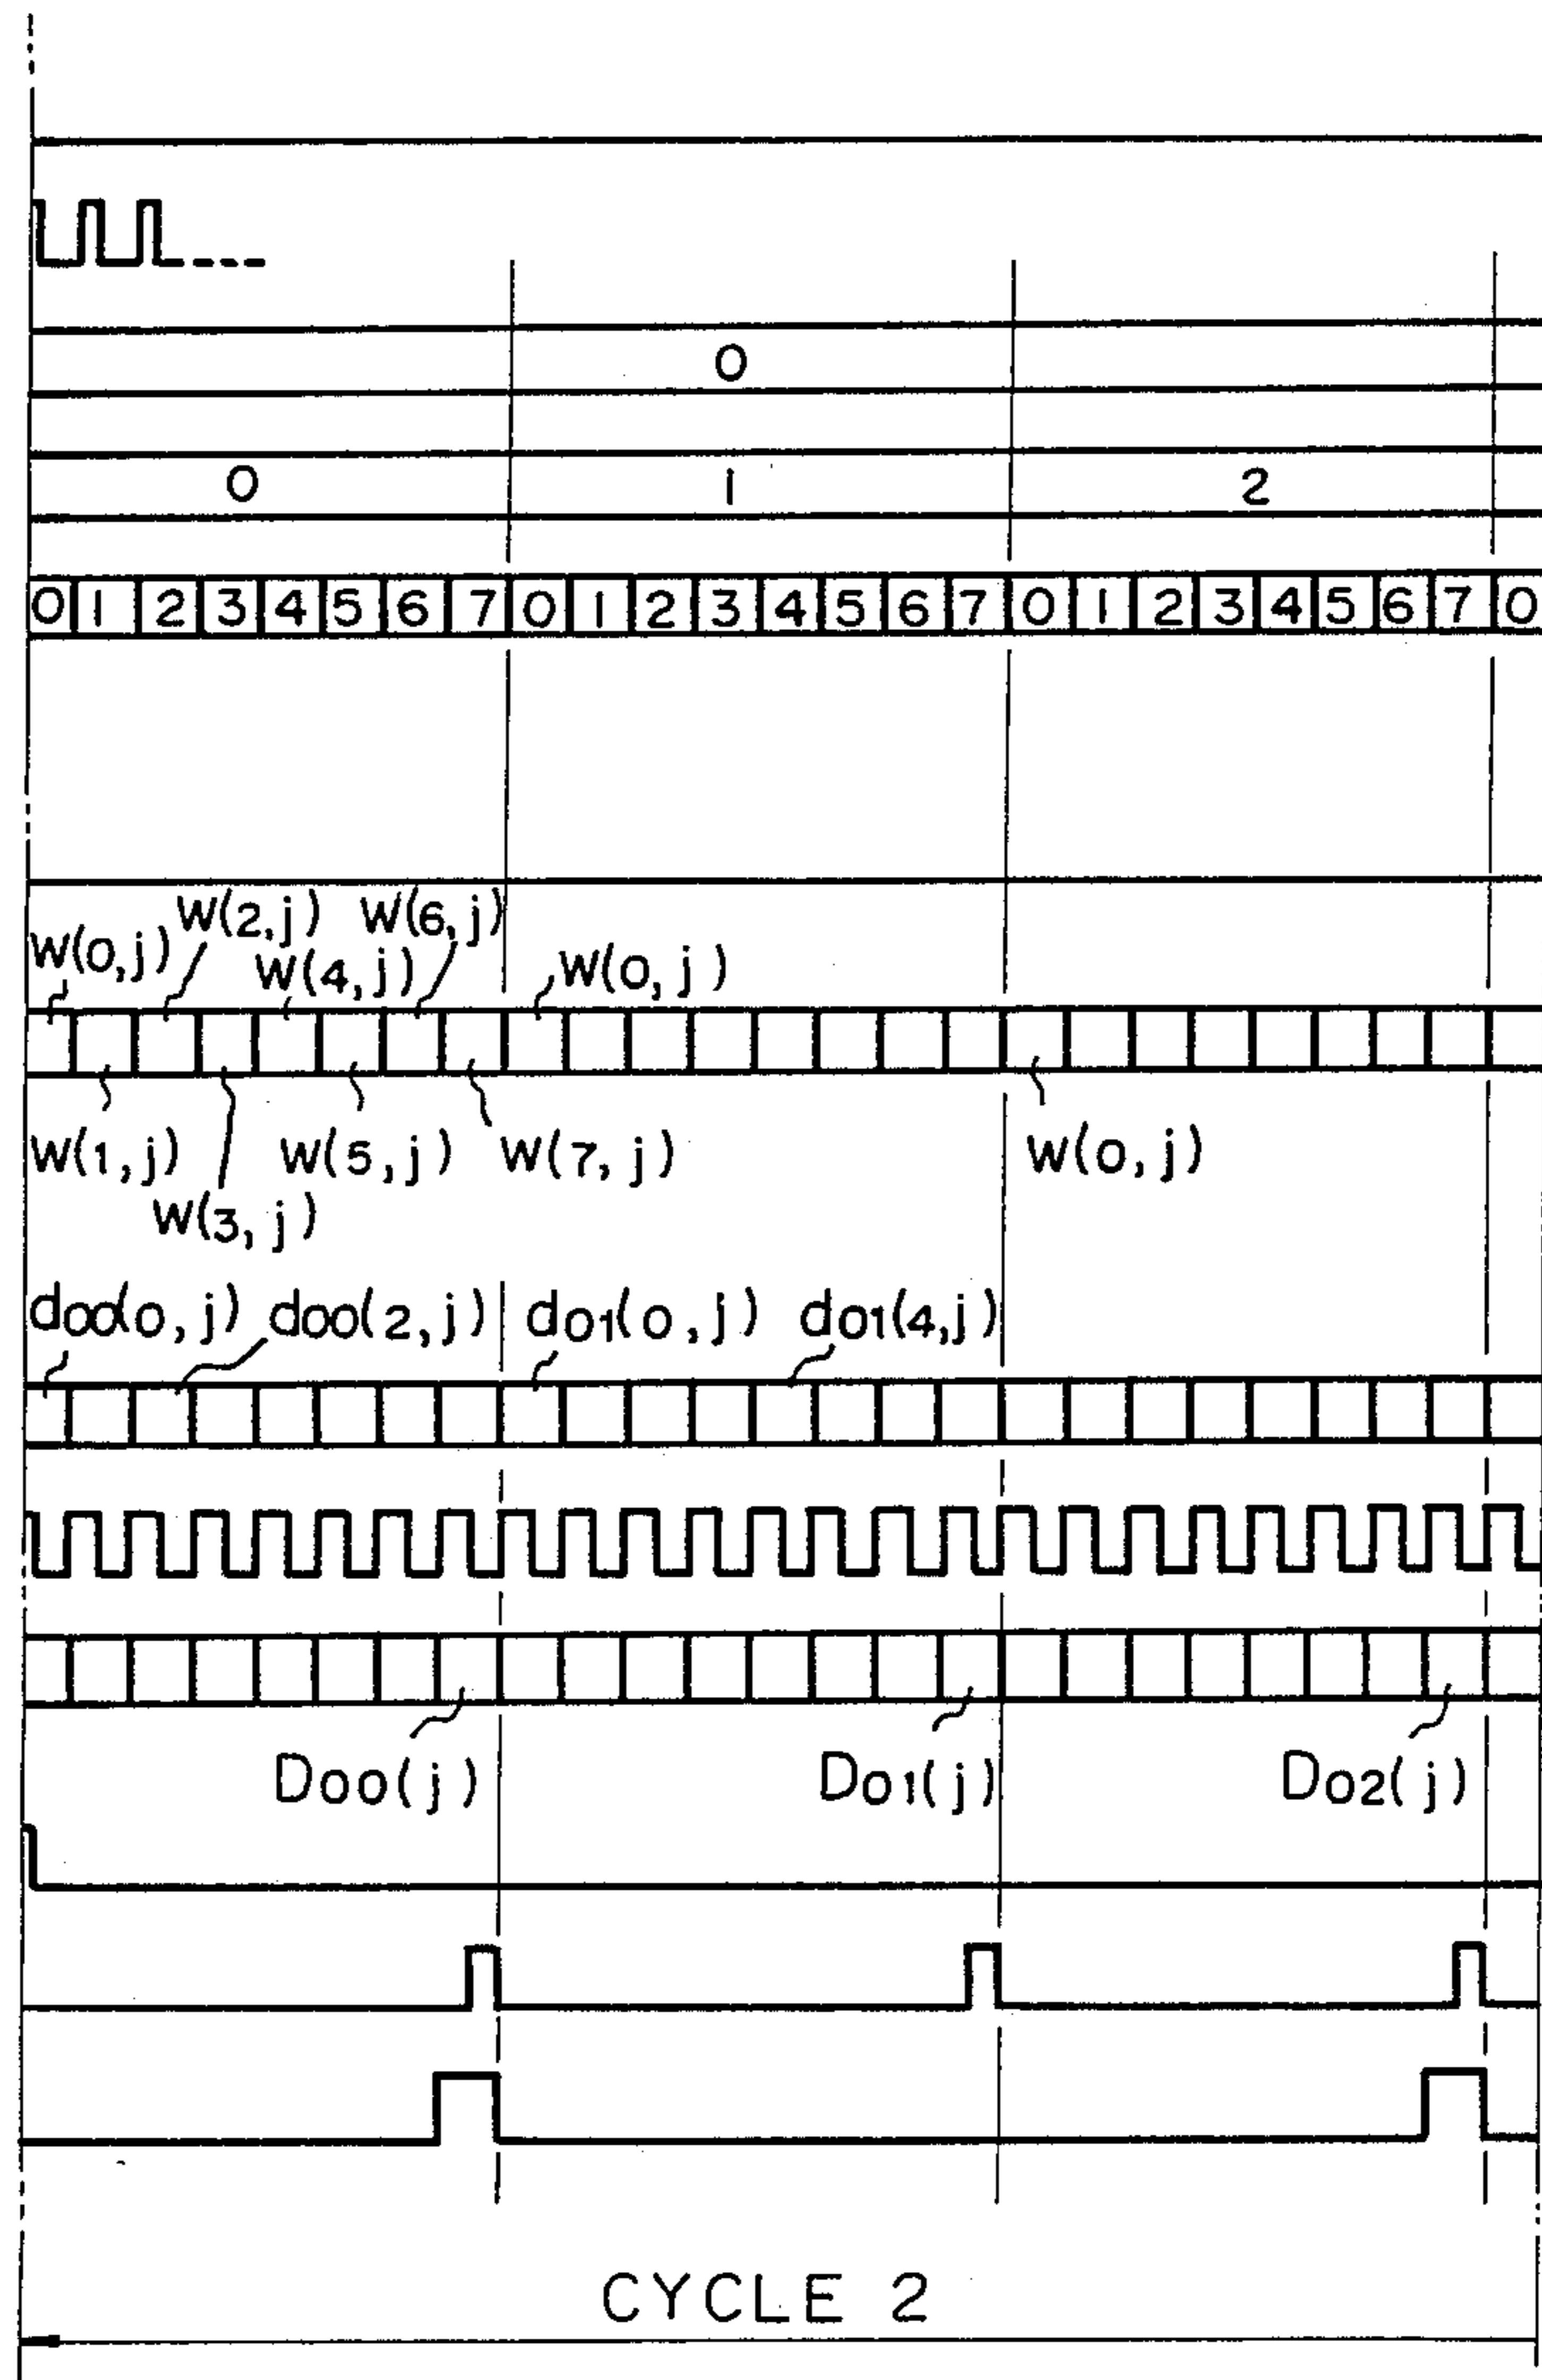 0
0 1 2
0 1 2 3 4 5 6 7 0 1 2 3 4 5 6 7 0 1 2 3 4 5 6 7 0
W(0,j) W(2,j) W(4,j) W(6,j) W(0,j)
W(1,j) W(3,j) W(5,j) W(7,j) W(0,j)
d00(0,j) d00(2,j) d01(0,j) d01(4,j)
D00(j) D01(j) D02(j)
CYCLE 2